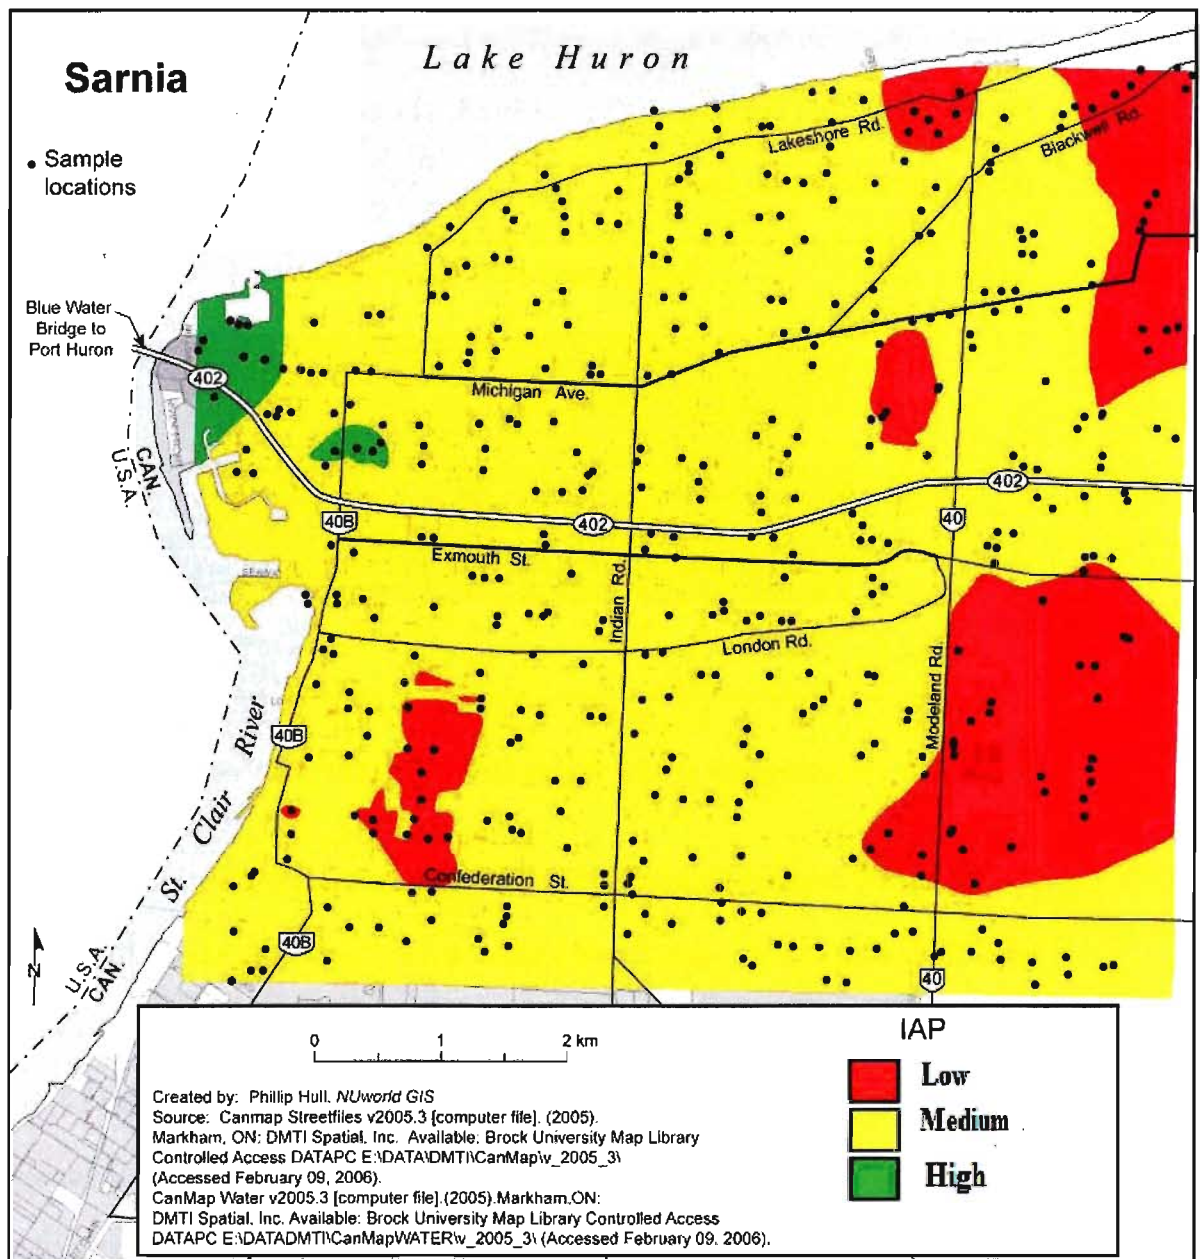 Lake Huron
Sarnia
Sample
locations
Lakeshore Rd.
Blackwell Rd.
Blue Water
Bridge to
Port Huron
402
Michigan Ave.
CAN.
U.S.A.
402
402
40B
40
Exmouth St.
Indian Rd.
London Rd.
Modeland Rd.
40B
St. Clair River
Confederation St.
40B
U.S.A.
CAN.
40
N
0 1 2 km
IAP
Low
Medium
High
Created by: Phillip Hull. NUworld GIS
Source: Canmap Streetfiles v2005.3 [computer file]. (2005).
Markham, ON: DMTI Spatial, Inc. Available: Brock University Map Library
Controlled Access DATAPC E:\DATA\DMTI\CanMap\v_2005_3\
(Accessed February 09, 2006).
CanMap Water v2005.3 [computer file].(2005).Markham,ON:
DMTI Spatial, Inc. Available: Brock University Map Library Controlled Access
DATAPC E:\DATADMTI\CanMapWATER\v_2005_3\ (Accessed February 09, 2006).